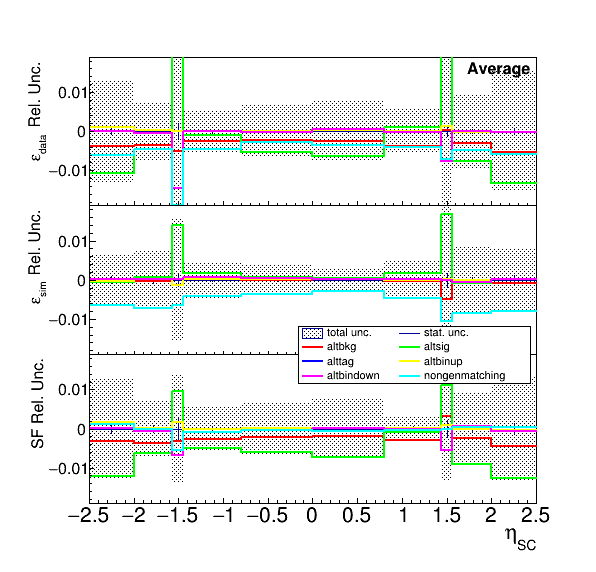 Average
ε_data Rel. Unc.
0.01
0
−0.01
ε_sim Rel. Unc.
0.01
0
−0.01
total unc. stat. unc.
altbkg altsig
alttag altbinup
altbindown nongenmatching
SF Rel. Unc.
0.01
0
−0.01
−2.5 −2 −1.5 −1 −0.5 0 0.5 1 1.5 2 2.5
η_SC